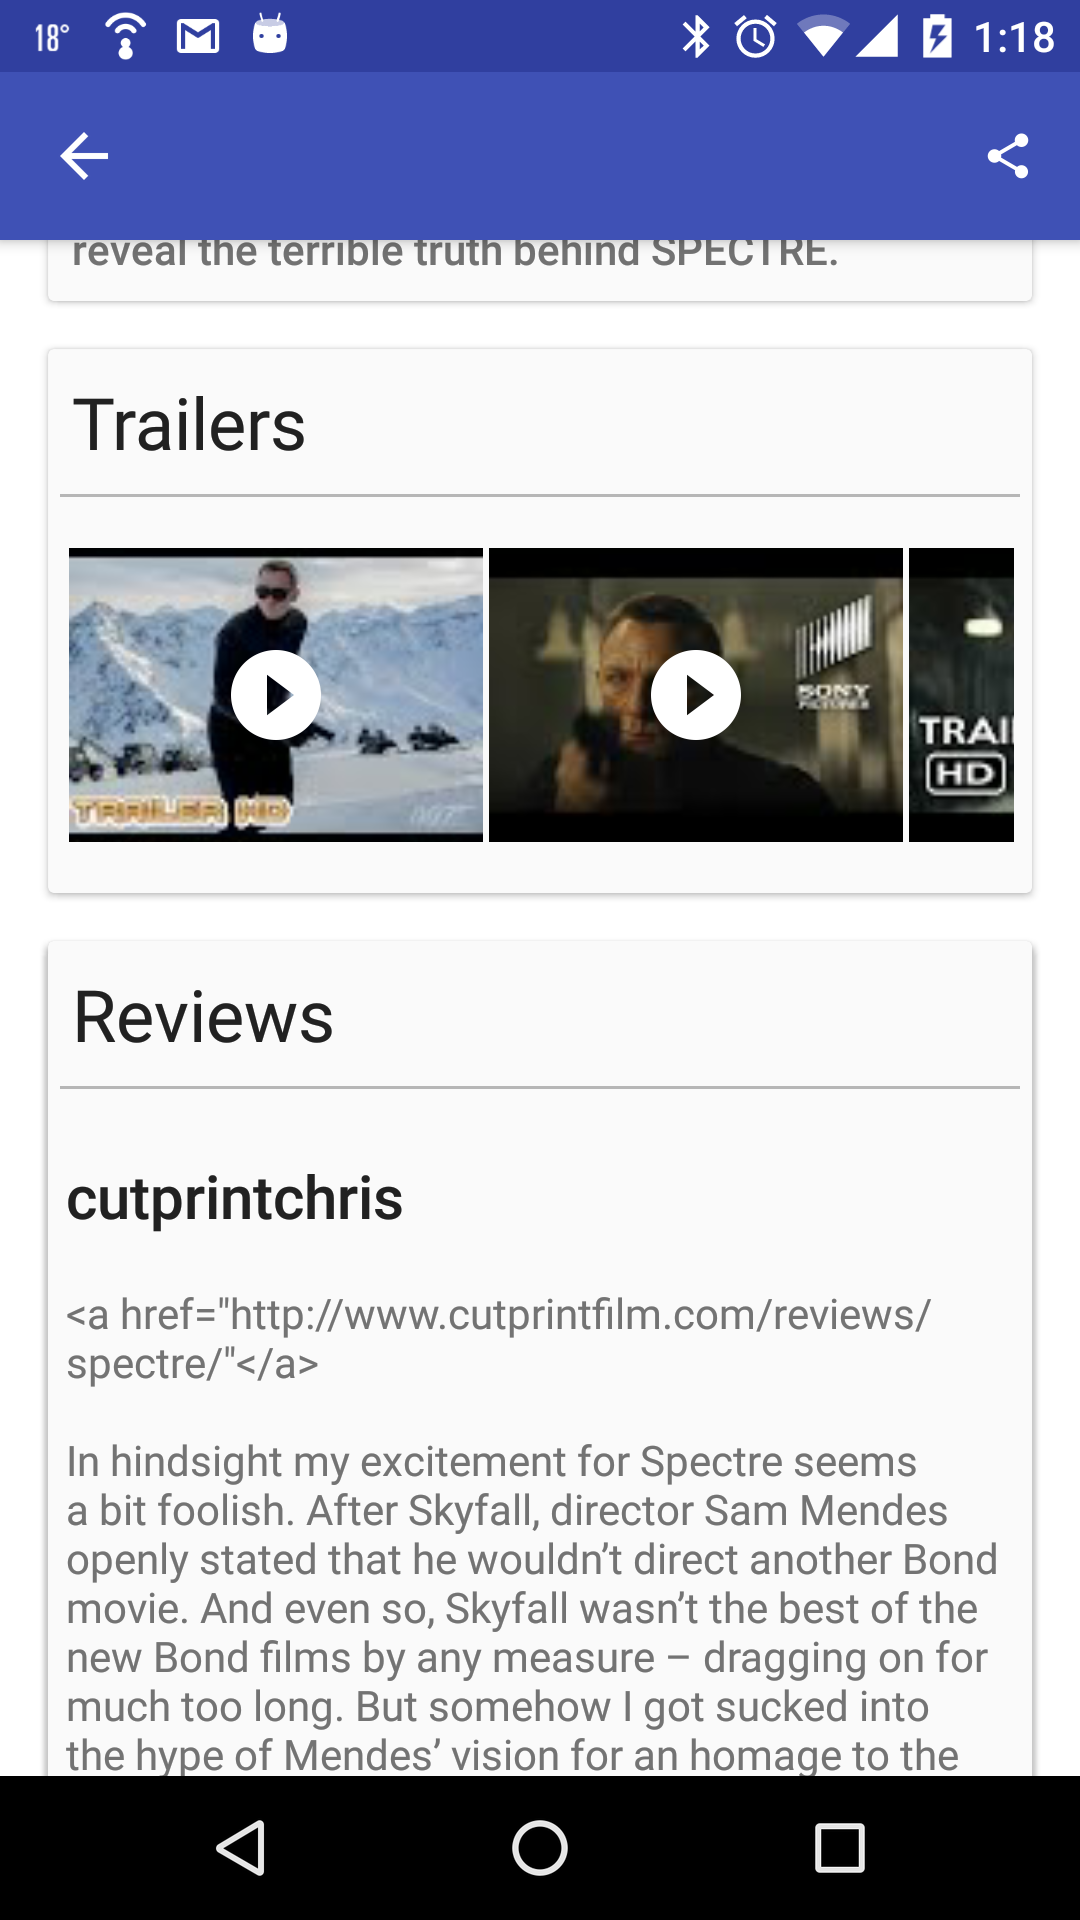 18°
1:18
reveal the terrible truth behind SPECTRE.
Trailers
TRAILER HD
007
SONY
PICTURES
TRAI
HD
Reviews
cutprintchris
<a href="http://www.cutprintfilm.com/reviews/
spectre/"</a>
In hindsight my excitement for Spectre seems
a bit foolish. After Skyfall, director Sam Mendes
openly stated that he wouldn’t direct another Bond
movie. And even so, Skyfall wasn’t the best of the
new Bond films by any measure – dragging on for
much too long. But somehow I got sucked into
the hype of Mendes’ vision for an homage to the